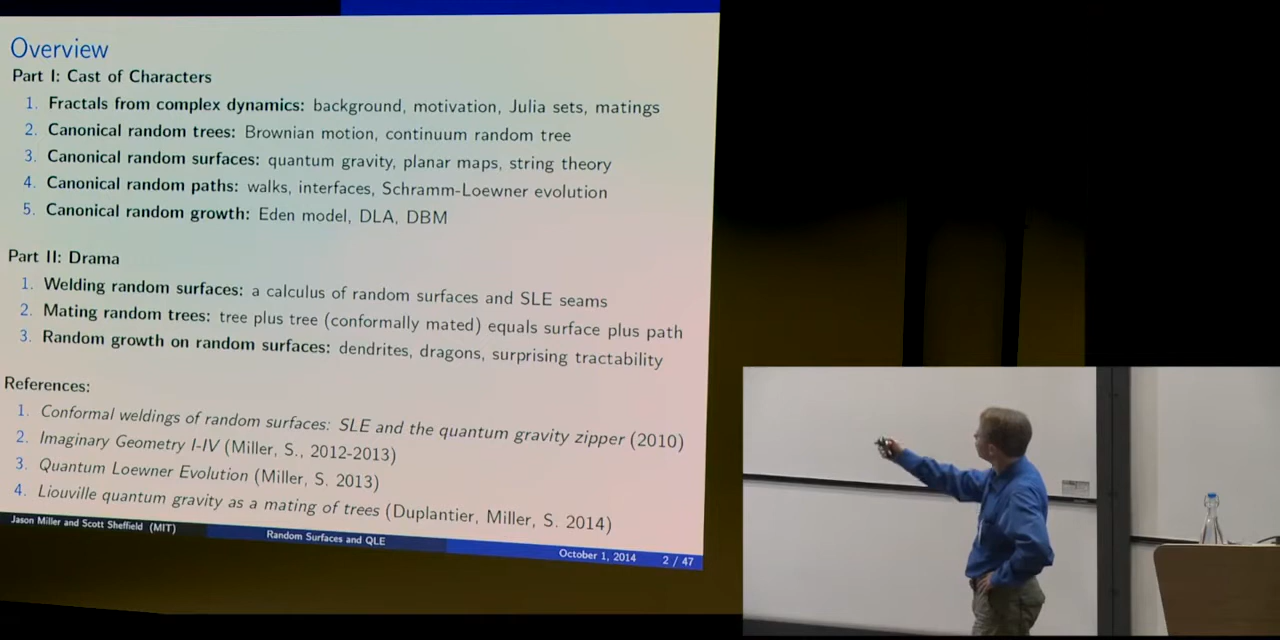 Overview
Part I: Cast of Characters
1. Fractals from complex dynamics: background, motivation, Julia sets, matings
2. Canonical random trees: Brownian motion, continuum random tree
3. Canonical random surfaces: quantum gravity, planar maps, string theory
4. Canonical random paths: walks, interfaces, Schramm-Loewner evolution
5. Canonical random growth: Eden model, DLA, DBM
Part II: Drama
1. Welding random surfaces: a calculus of random surfaces and SLE seams
2. Mating random trees: tree plus tree (conformally mated) equals surface plus path
3. Random growth on random surfaces: dendrites, dragons, surprising tractability
References:
1. Conformal weldings of random surfaces: SLE and the quantum gravity zipper (2010)
2. Imaginary Geometry I-IV (Miller, S., 2012-2013)
3. Quantum Loewner Evolution (Miller, S. 2013)
4. Liouville quantum gravity as a mating of trees (Duplantier, Miller, S. 2014)
Jason Miller and Scott Sheffield (MIT) Random Surfaces and QLE October 1, 2014 2 / 47